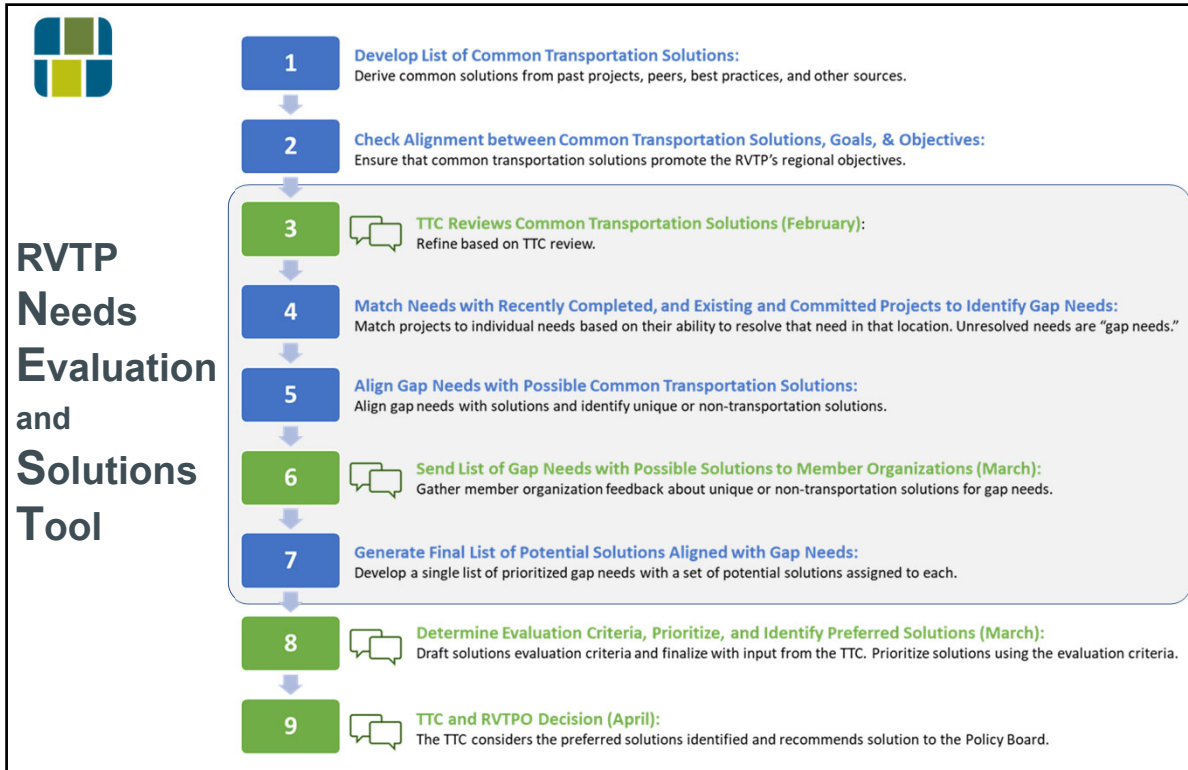 RVTP
Needs
Evaluation
and
Solutions
Tool
1
Develop List of Common Transportation Solutions:
Derive common solutions from past projects, peers, best practices, and other sources.
2
Check Alignment between Common Transportation Solutions, Goals, & Objectives:
Ensure that common transportation solutions promote the RVTP's regional objectives.
3
TTC Reviews Common Transportation Solutions (February):
Refine based on TTC review.
4
Match Needs with Recently Completed, and Existing and Committed Projects to Identify Gap Needs:
Match projects to individual needs based on their ability to resolve that need in that location. Unresolved needs are “gap needs.”
5
Align Gap Needs with Possible Common Transportation Solutions:
Align gap needs with solutions and identify unique or non-transportation solutions.
6
Send List of Gap Needs with Possible Solutions to Member Organizations (March):
Gather member organization feedback about unique or non-transportation solutions for gap needs.
7
Generate Final List of Potential Solutions Aligned with Gap Needs:
Develop a single list of prioritized gap needs with a set of potential solutions assigned to each.
8
Determine Evaluation Criteria, Prioritize, and Identify Preferred Solutions (March):
Draft solutions evaluation criteria and finalize with input from the TTC. Prioritize solutions using the evaluation criteria.
9
TTC and RVTPO Decision (April):
The TTC considers the preferred solutions identified and recommends solution to the Policy Board.